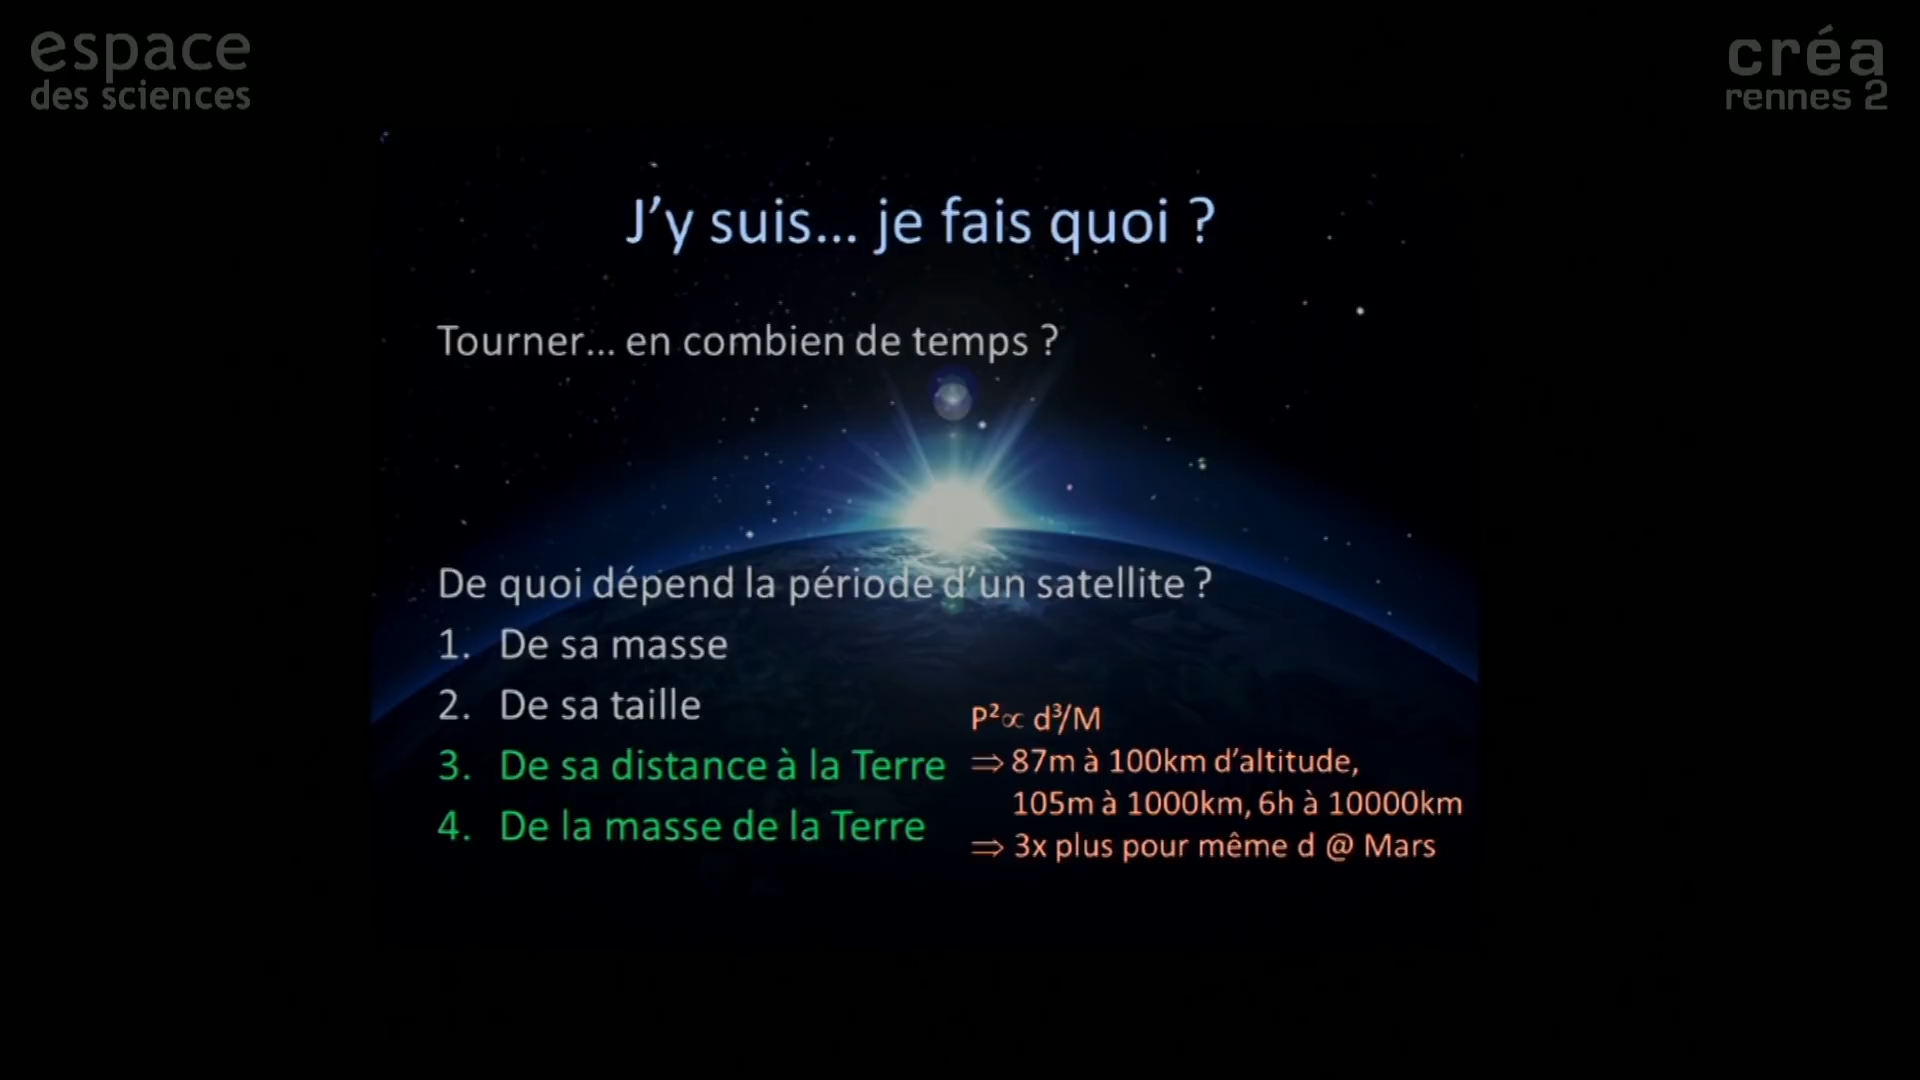 espace
des sciences
créa
rennes 2
J'y suis... je fais quoi ?
Tourner... en combien de temps ?
De quoi dépend la période d'un satellite ?
1. De sa masse
2. De sa taille
3. De sa distance à la Terre
4. De la masse de la Terre
P²∝ d³/M
⇒ 87m à 100km d'altitude,
105m à 1000km, 6h à 10000km
⇒ 3x plus pour même d @ Mars